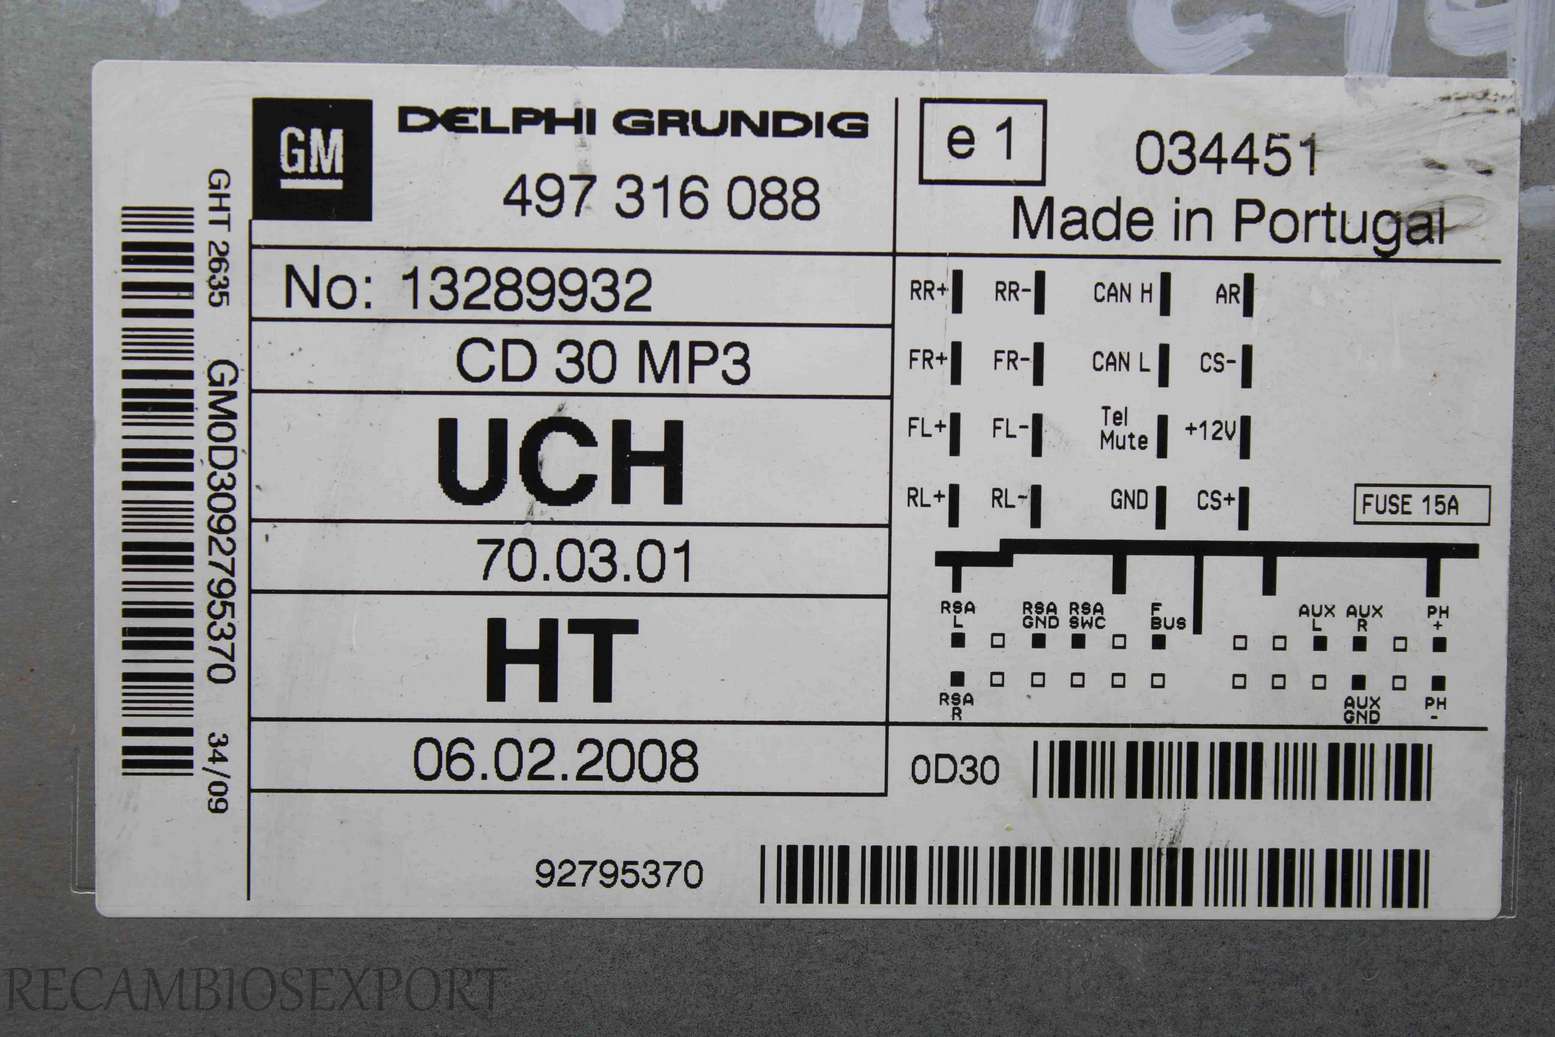 GM
DELPHI GRUNDIG
497 316 088
No: 13289932
CD 30 MP3
UCH
70.03.01
HT
06.02.2008
GHT 2635 GM0D3092795370 34/09
e1
034451
Made in Portugal
RR+ RR- CAN H AR
FR+ FR- CAN L CS-
FL+ FL- Tel Mute +12V
RL+ RL- GND CS+
FUSE 15A
RSA L RSA GND RSA SWC F BUS AUX L AUX R PH +
RSA R AUX GND PH -
0D30
92795370
RECAMBIOSEXPORT